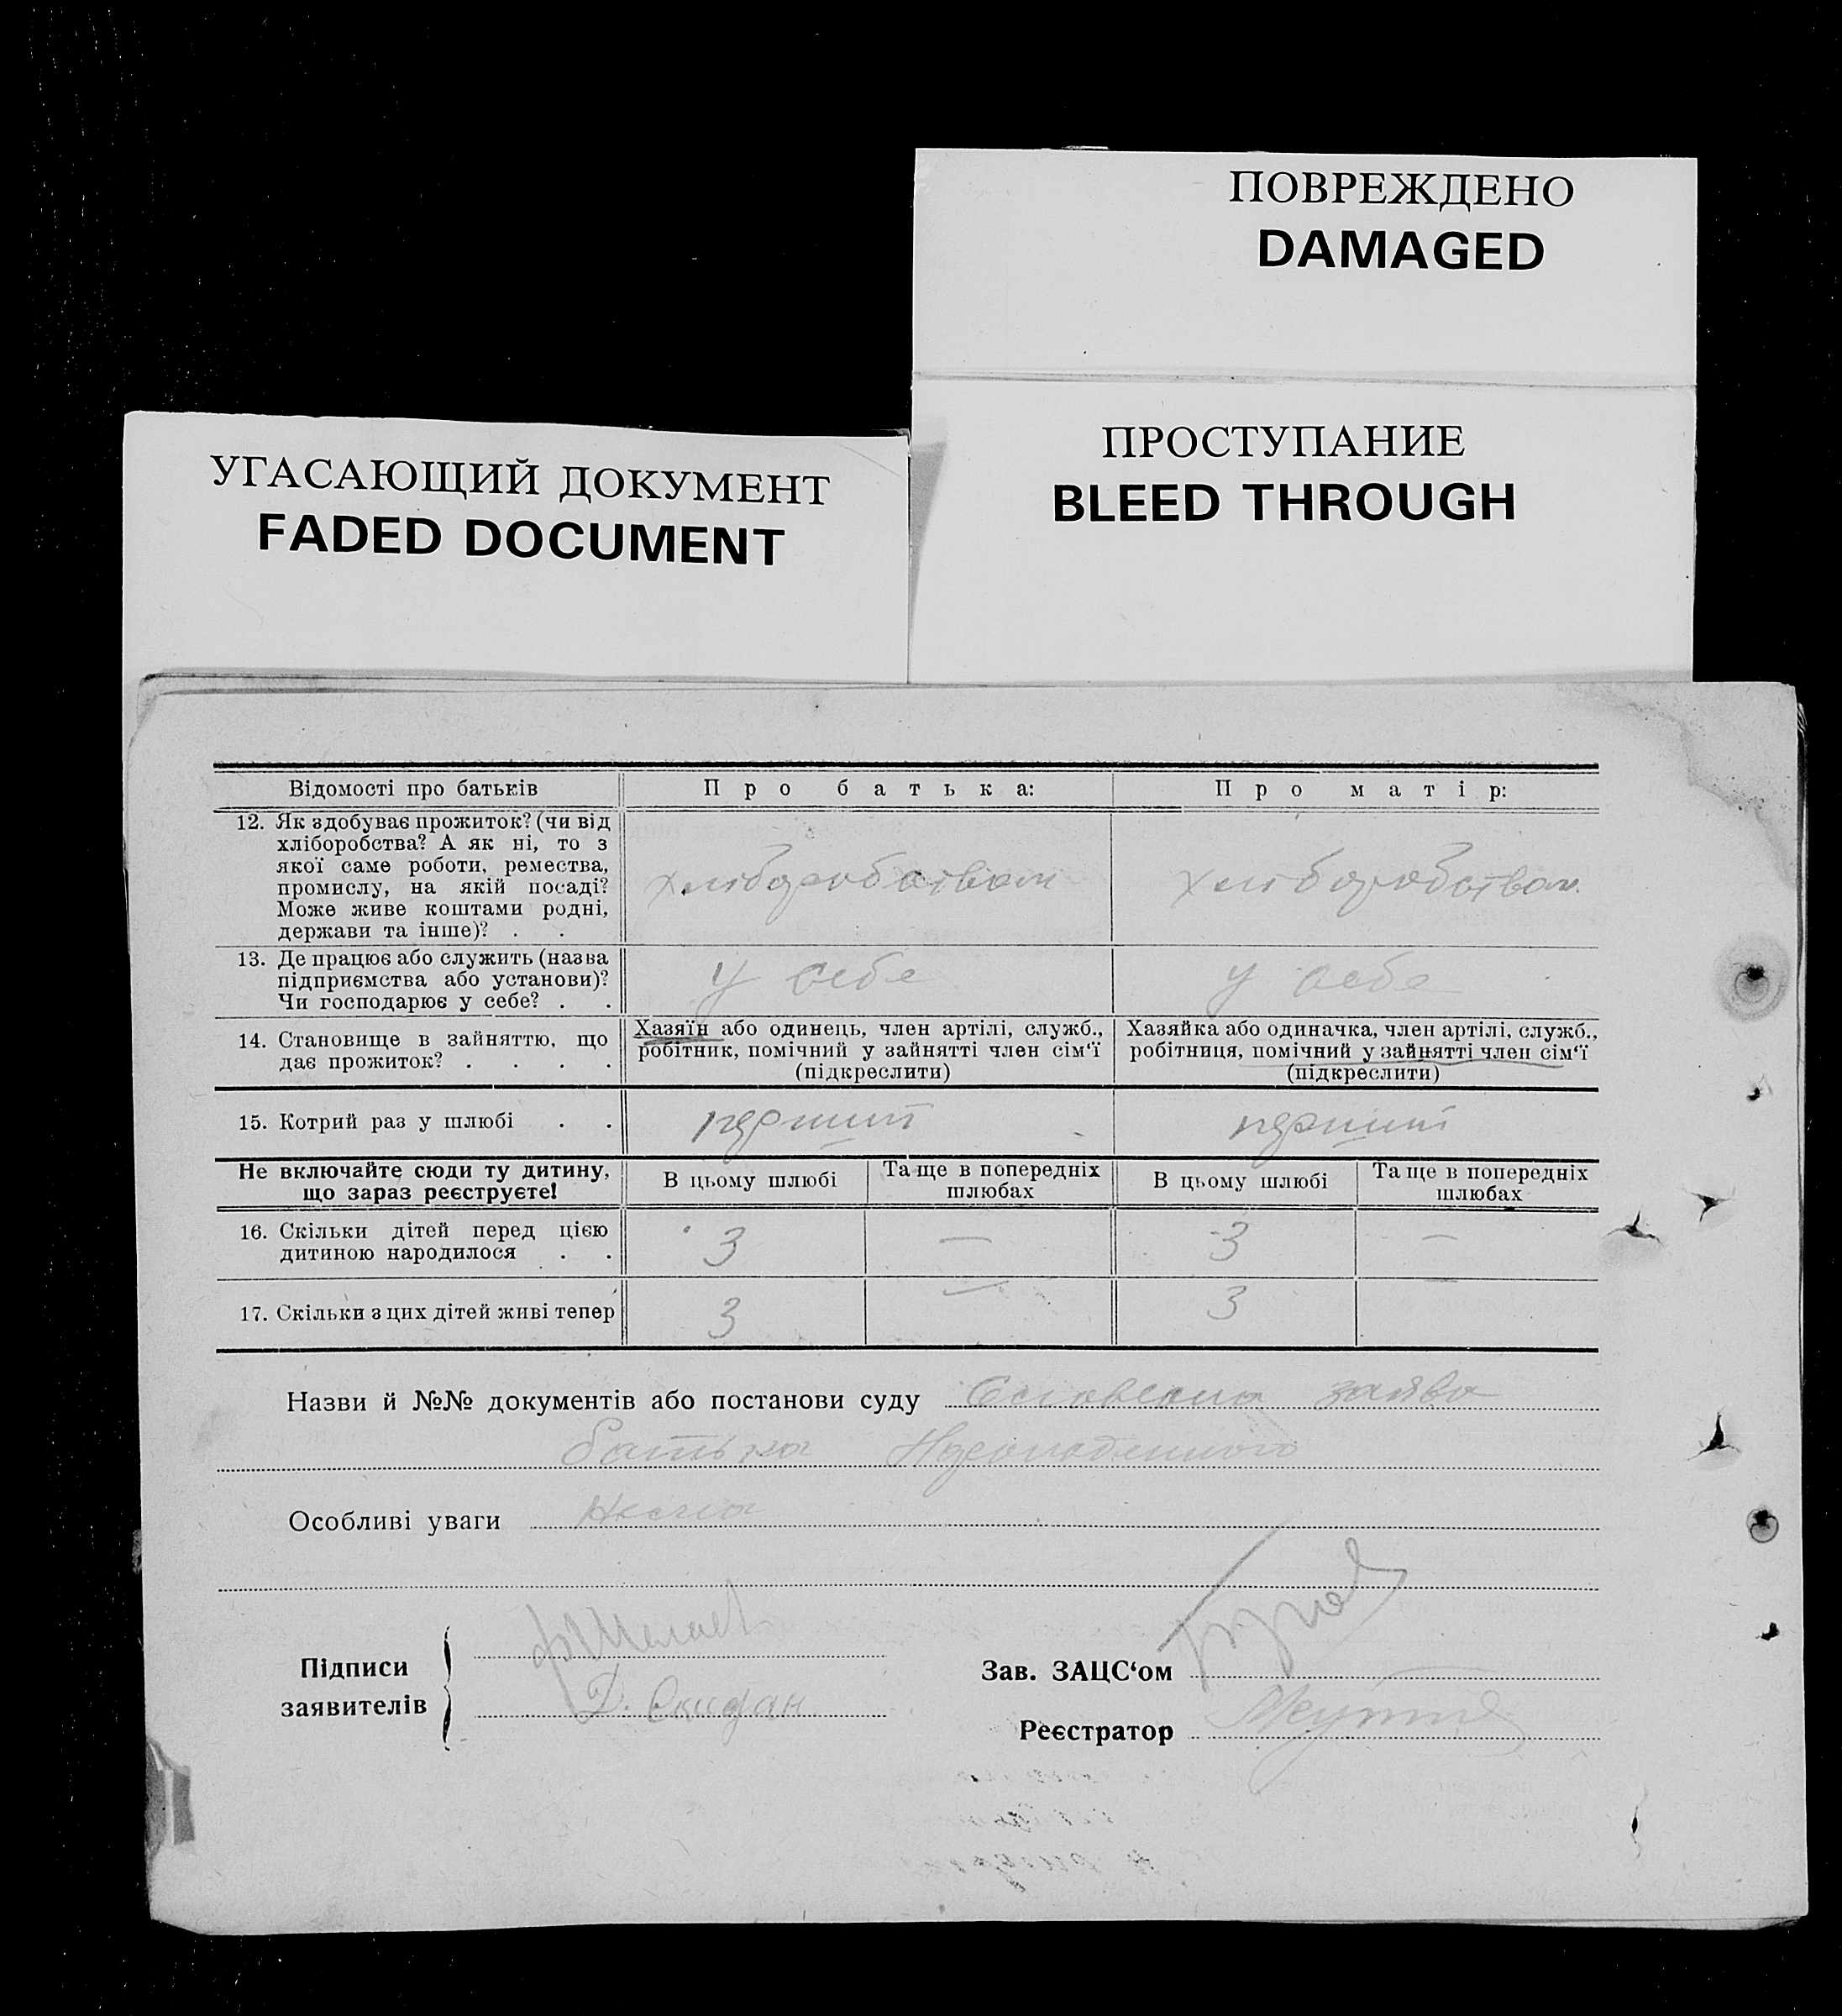 ПОВРЕЖДЕНО
DAMAGED
ПРОСТУПАНИЕ
BLEED THROUGH
УГАСАЮЩИЙ ДОКУМЕНТ
FADED DOCUMENT
Відомості про батьків
Про батька:
Про матір:
12. Як здобуває прожиток? (чи від
хліборобства? А як ні, то з
якої саме роботи, ремества,
промислу, на якій посаді?
Може живе коштами родні,
держави та інше)? . .
хліборобством
хліборобством
13. Де працює або служить (назва
підприємства або установи)?
Чи господарює у себе? . .
у себе
у себе
14. Становище в зайняттю, що
дає прожиток? . . . .
Хазяїн або одинець, член артілі, служб.,
робітник, помічний у зайнятті член сім‘ї
(підкреслити)
Хазяйка або одиначка, член артілі, служб.,
робітниця, помічний у зайнятті член сім‘ї
(підкреслити)
15. Котрий раз у шлюбі . .
перший
перший
Не включайте сюди ту дитину,
що зараз реєструєте!
В цьому шлюбі
Та ще в попередніх
шлюбах
В цьому шлюбі
Та ще в попередніх
шлюбах
16. Скільки дітей перед цією
дитиною народилося . .
3
—
3
—
17. Скільки з цих дітей живі тепер
3
—
3
—
Назви й №№ документів або постанови суду заява
батька
Особливі уваги нема
Підписи
заявителів
Д. Скидан
Зав. ЗАЦС‘ом
Реєстратор